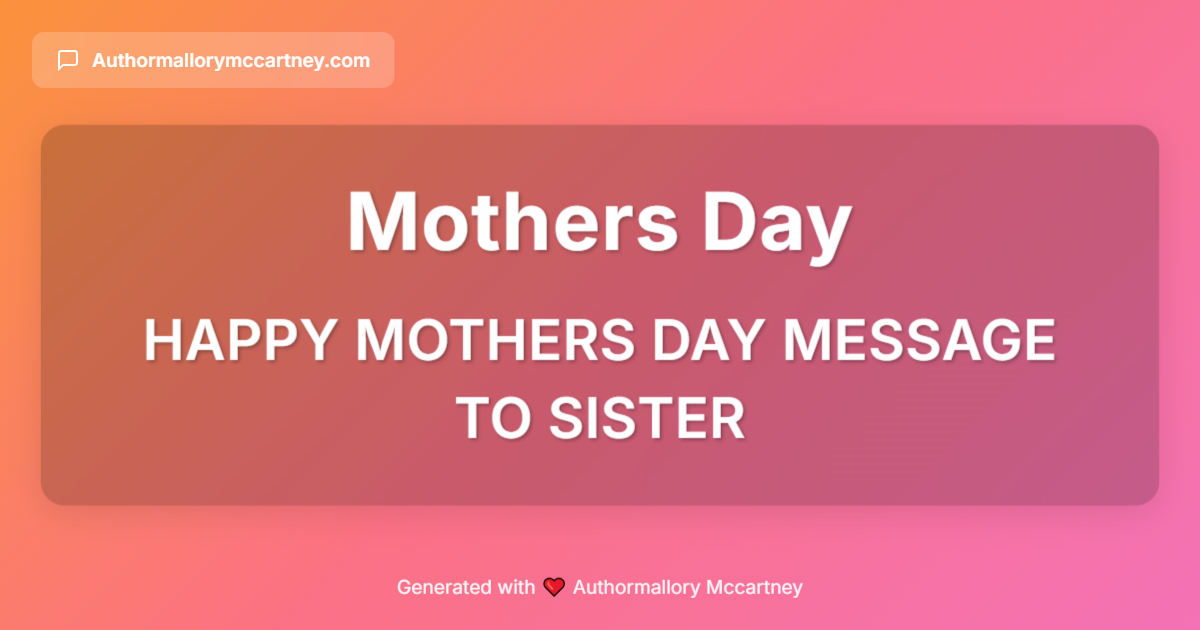 Authormallorymccartney.com
Mothers Day
HAPPY MOTHERS DAY MESSAGE
TO SISTER
Generated with ❤️ Authormallory Mccartney